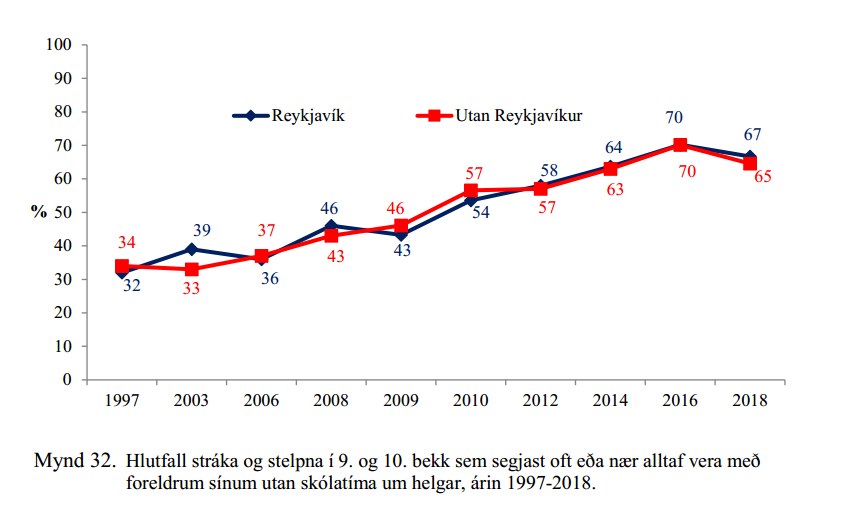 100
90
80
70
60
50
40
30
20
10
0
%
Reykjavík
Utan Reykjavíkur
34 39 37 46 46 57 58 64 70 67
32 33 36 43 43 54 57 63 70 65
1997 2003 2006 2008 2009 2010 2012 2014 2016 2018
Mynd 32. Hlutfall stráka og stelpna í 9. og 10. bekk sem segjast oft eða nær alltaf vera með
foreldrum sínum utan skólatíma um helgar, árin 1997-2018.